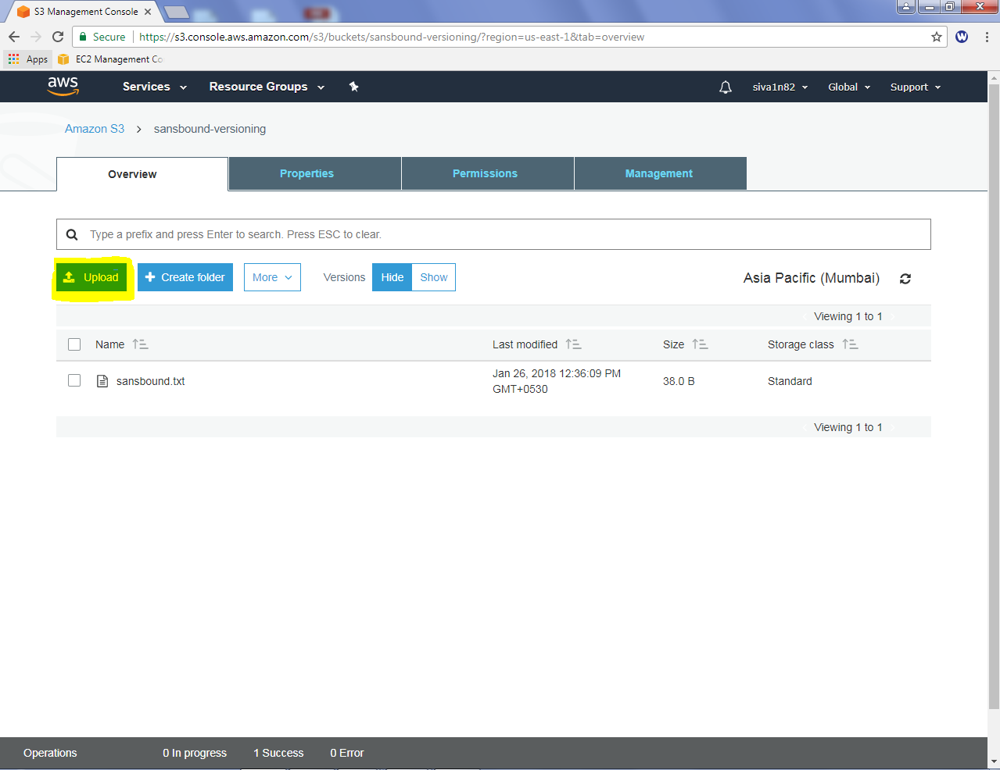 S3 Management Console
Secure https://s3.console.aws.amazon.com/s3/buckets/sansbound-versioning/?region=us-east-1&tab=overview
W
Apps EC2 Management Co
aws Services Resource Groups siva1n82 Global Support
Amazon S3 > sansbound-versioning
Overview Properties Permissions Management
Type a prefix and press Enter to search. Press ESC to clear.
Upload Create folder More Versions Hide Show Asia Pacific (Mumbai)
Viewing 1 to 1
Name Last modified Size Storage class
sansbound.txt Jan 26, 2018 12:36:09 PM GMT+0530 38.0 B Standard
Viewing 1 to 1
Operations 0 In progress 1 Success 0 Error